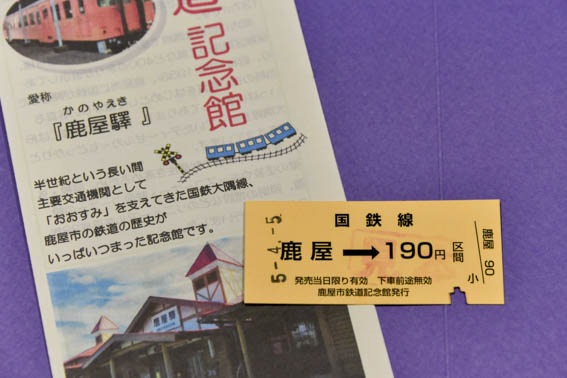 道 記念館
愛称
かのやえき
『鹿屋驛』
半世紀という長い間
主要交通機関として
「おおすみ」を支えてきた国鉄大隅線、
鹿屋市の鉄道の歴史が
いっぱいつまった記念館です。
鹿屋驛
5-4.-5
国鉄線
鹿屋→190円区間
発売当日限り有効 下車前途無効
鹿屋市鉄道記念館発行
鹿屋 90
小